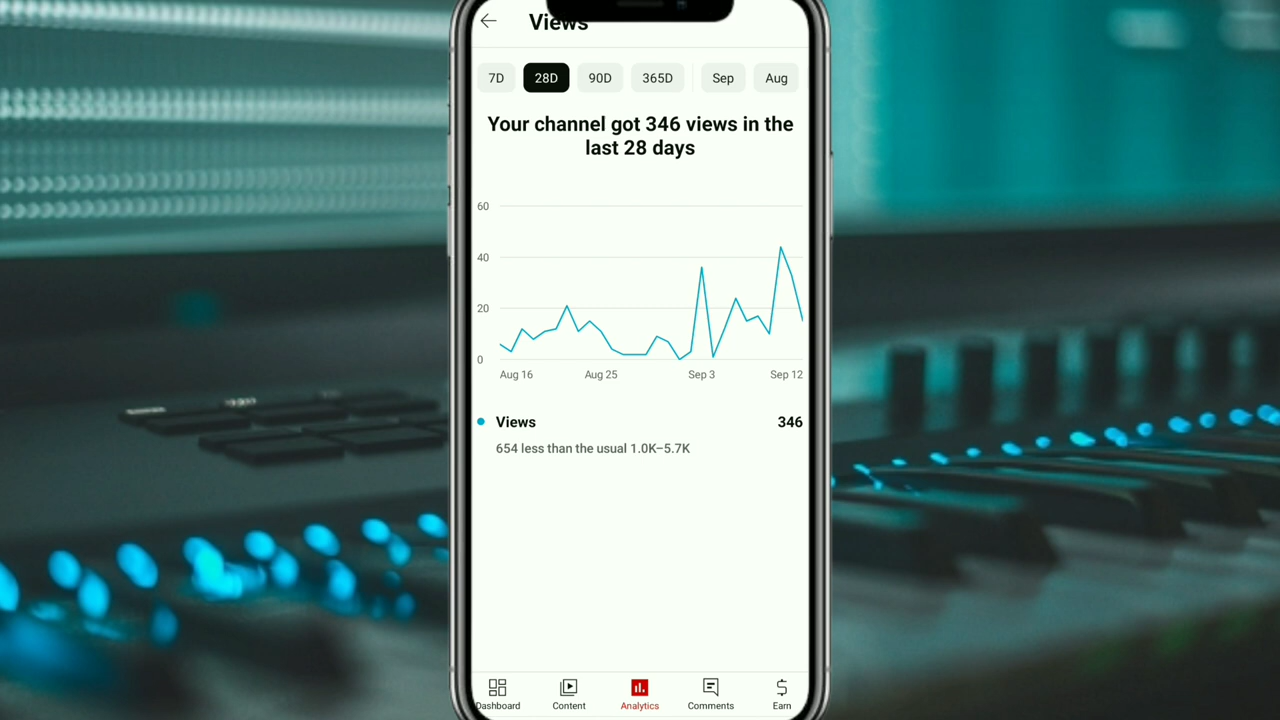 Views
7D 28D 90D 365D Sep Aug
Your channel got 346 views in the
last 28 days
60
40
20
0
Aug 16 Aug 25 Sep 3 Sep 12
Views 346
654 less than the usual 1.0K–5.7K
Dashboard Content Analytics Comments Earn